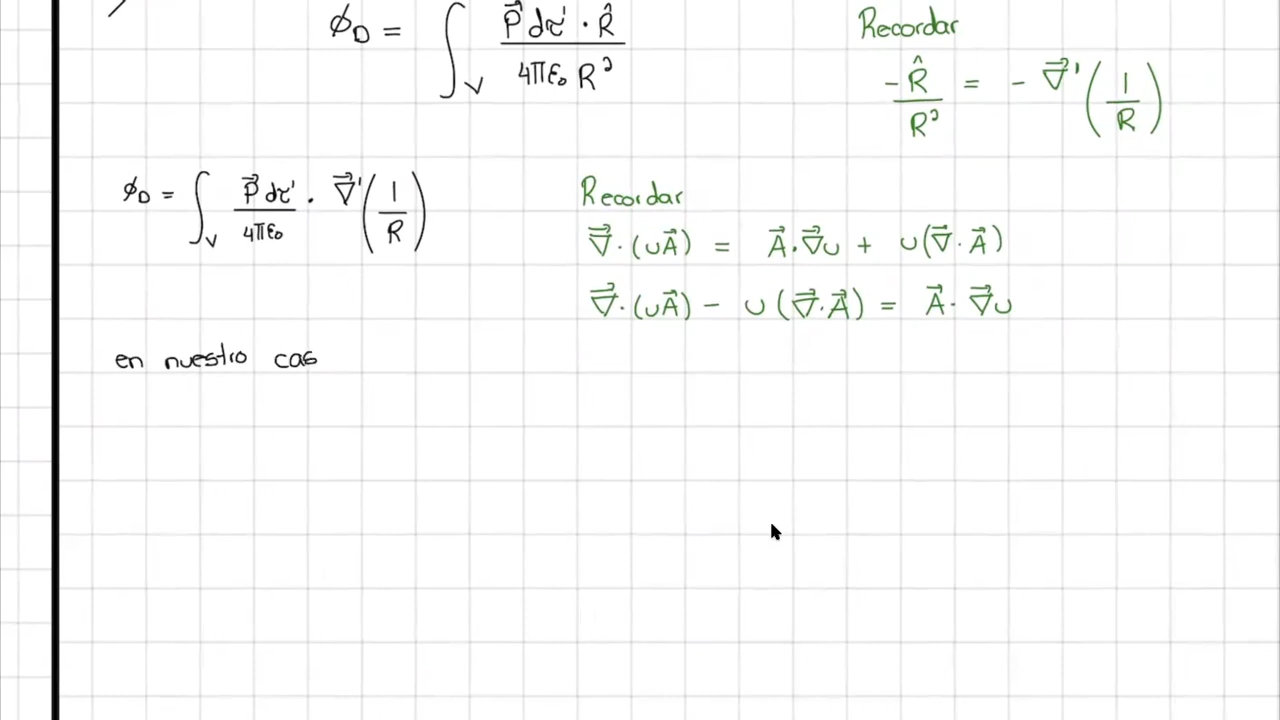 ϕ_D = ∫_V (P⃗ dτ' · R̂) / (4πε₀ R²)
Recordar
-R̂/R² = - ∇⃗'(1/R)
ϕ_D = ∫_V (P⃗ dτ')/(4πε₀) · ∇⃗'(1/R)
Recordar
∇⃗·(uA⃗) = A⃗·∇⃗u + u(∇⃗·A⃗)
∇⃗·(uA⃗) − u(∇⃗·A⃗) = A⃗·∇⃗u
en nuestro cas